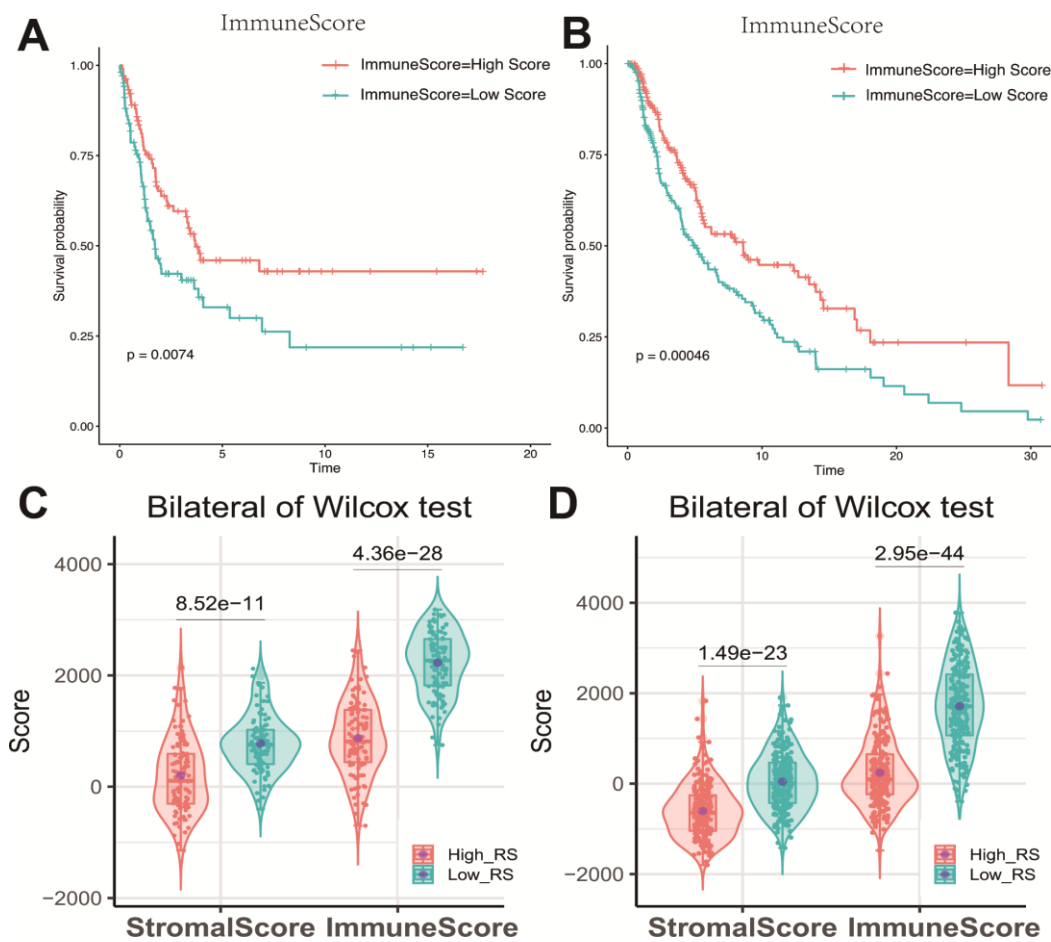 A
ImmuneScore
ImmuneScore=High Score
ImmuneScore=Low Score
1.00
0.75
0.50
0.25
0.00
Survival probability
p = 0.0074
0 5 10 15 20
Time
B
ImmuneScore
ImmuneScore=High Score
ImmuneScore=Low Score
1.00
0.75
0.50
0.25
0.00
Survival probability
p = 0.00046
0 10 20 30
Time
C
Bilateral of Wilcox test
4000
2000
0
−2000
Score
8.52e−11
4.36e−28
High_RS
Low_RS
StromalScore ImmuneScore
D
Bilateral of Wilcox test
4000
2000
0
−2000
Score
1.49e−23
2.95e−44
High_RS
Low_RS
StromalScore ImmuneScore